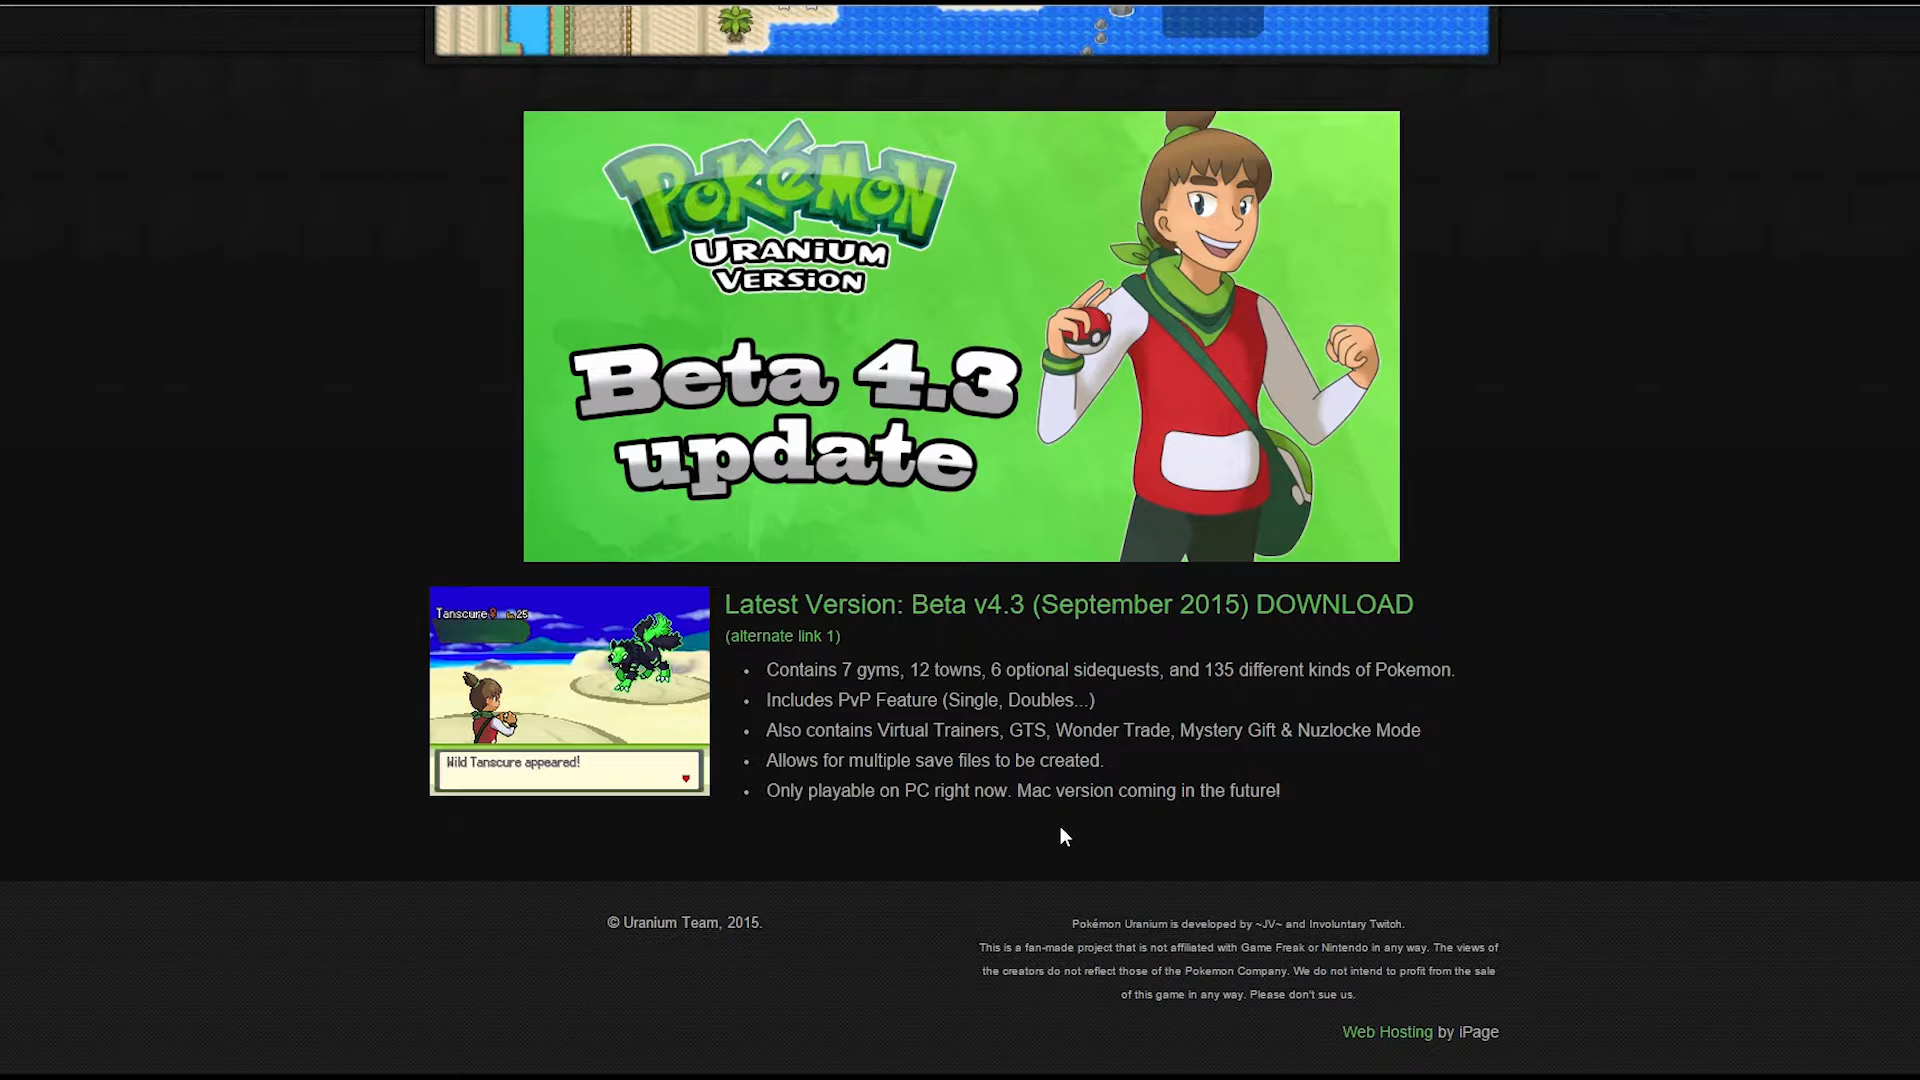 POKéMON
URANiUM
VERSiON
Beta 4.3
update
Tanscure 25
Wild Tanscure appeared!
Latest Version: Beta v4.3 (September 2015) DOWNLOAD
(alternate link 1)
• Contains 7 gyms, 12 towns, 6 optional sidequests, and 135 different kinds of Pokemon.
• Includes PvP Feature (Single, Doubles...)
• Also contains Virtual Trainers, GTS, Wonder Trade, Mystery Gift & Nuzlocke Mode
• Allows for multiple save files to be created.
• Only playable on PC right now. Mac version coming in the future!
© Uranium Team, 2015.
Pokémon Uranium is developed by ~JV~ and Involuntary Twitch.
This is a fan-made project that is not affiliated with Game Freak or Nintendo in any way. The views of
the creators do not reflect those of the Pokemon Company. We do not intend to profit from the sale
of this game in any way. Please don't sue us.
Web Hosting by iPage